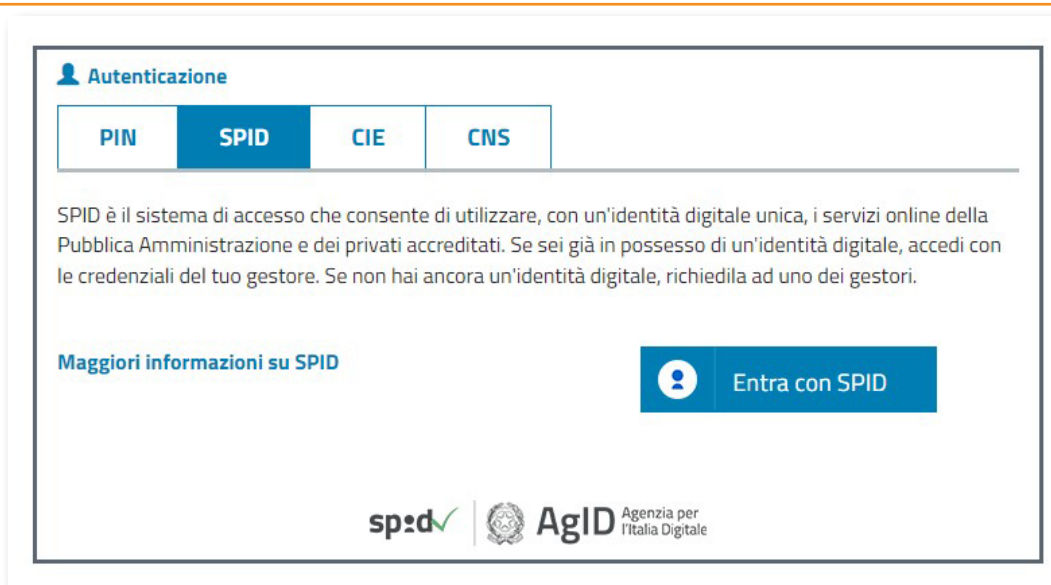 Autenticazione
PIN SPID CIE CNS
SPID è il sistema di accesso che consente di utilizzare, con un'identità digitale unica, i servizi online della
Pubblica Amministrazione e dei privati accreditati. Se sei già in possesso di un'identità digitale, accedi con
le credenziali del tuo gestore. Se non hai ancora un'identità digitale, richiedila ad uno dei gestori.
Maggiori informazioni su SPID
Entra con SPID
spid
AgID
Agenzia per
l'Italia Digitale